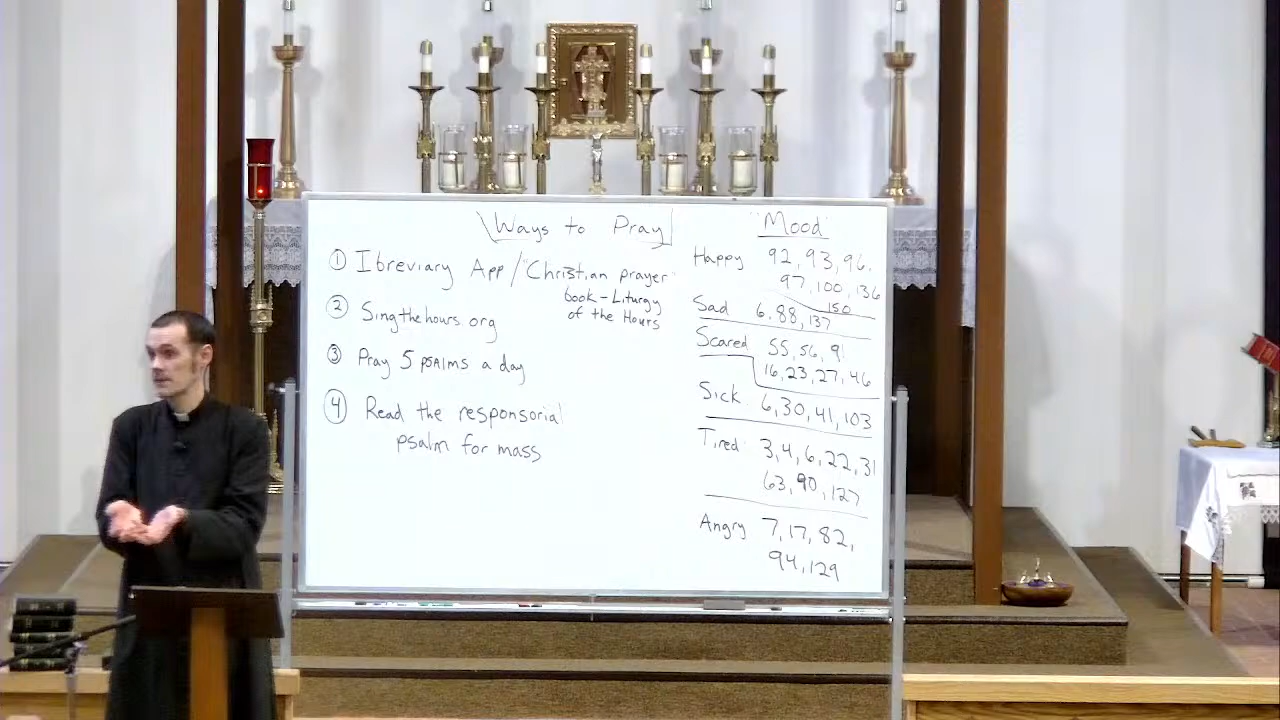 Ways to Pray
① Ibreviary App / "Christian prayer"
book - Liturgy
of the Hours
② Singthehours org
③ Pray 5 psalms a day
④ Read the responsorial
psalm for mass
"Mood"
Happy 92, 93, 96,
97, 100, 136
150
Sad 6, 88, 137
Scared 55, 56, 91
16, 23, 27, 46
Sick 6, 30, 41, 103
Tired 3, 4, 6, 22, 31
63, 90, 127
Angry 7, 17, 82,
94, 129